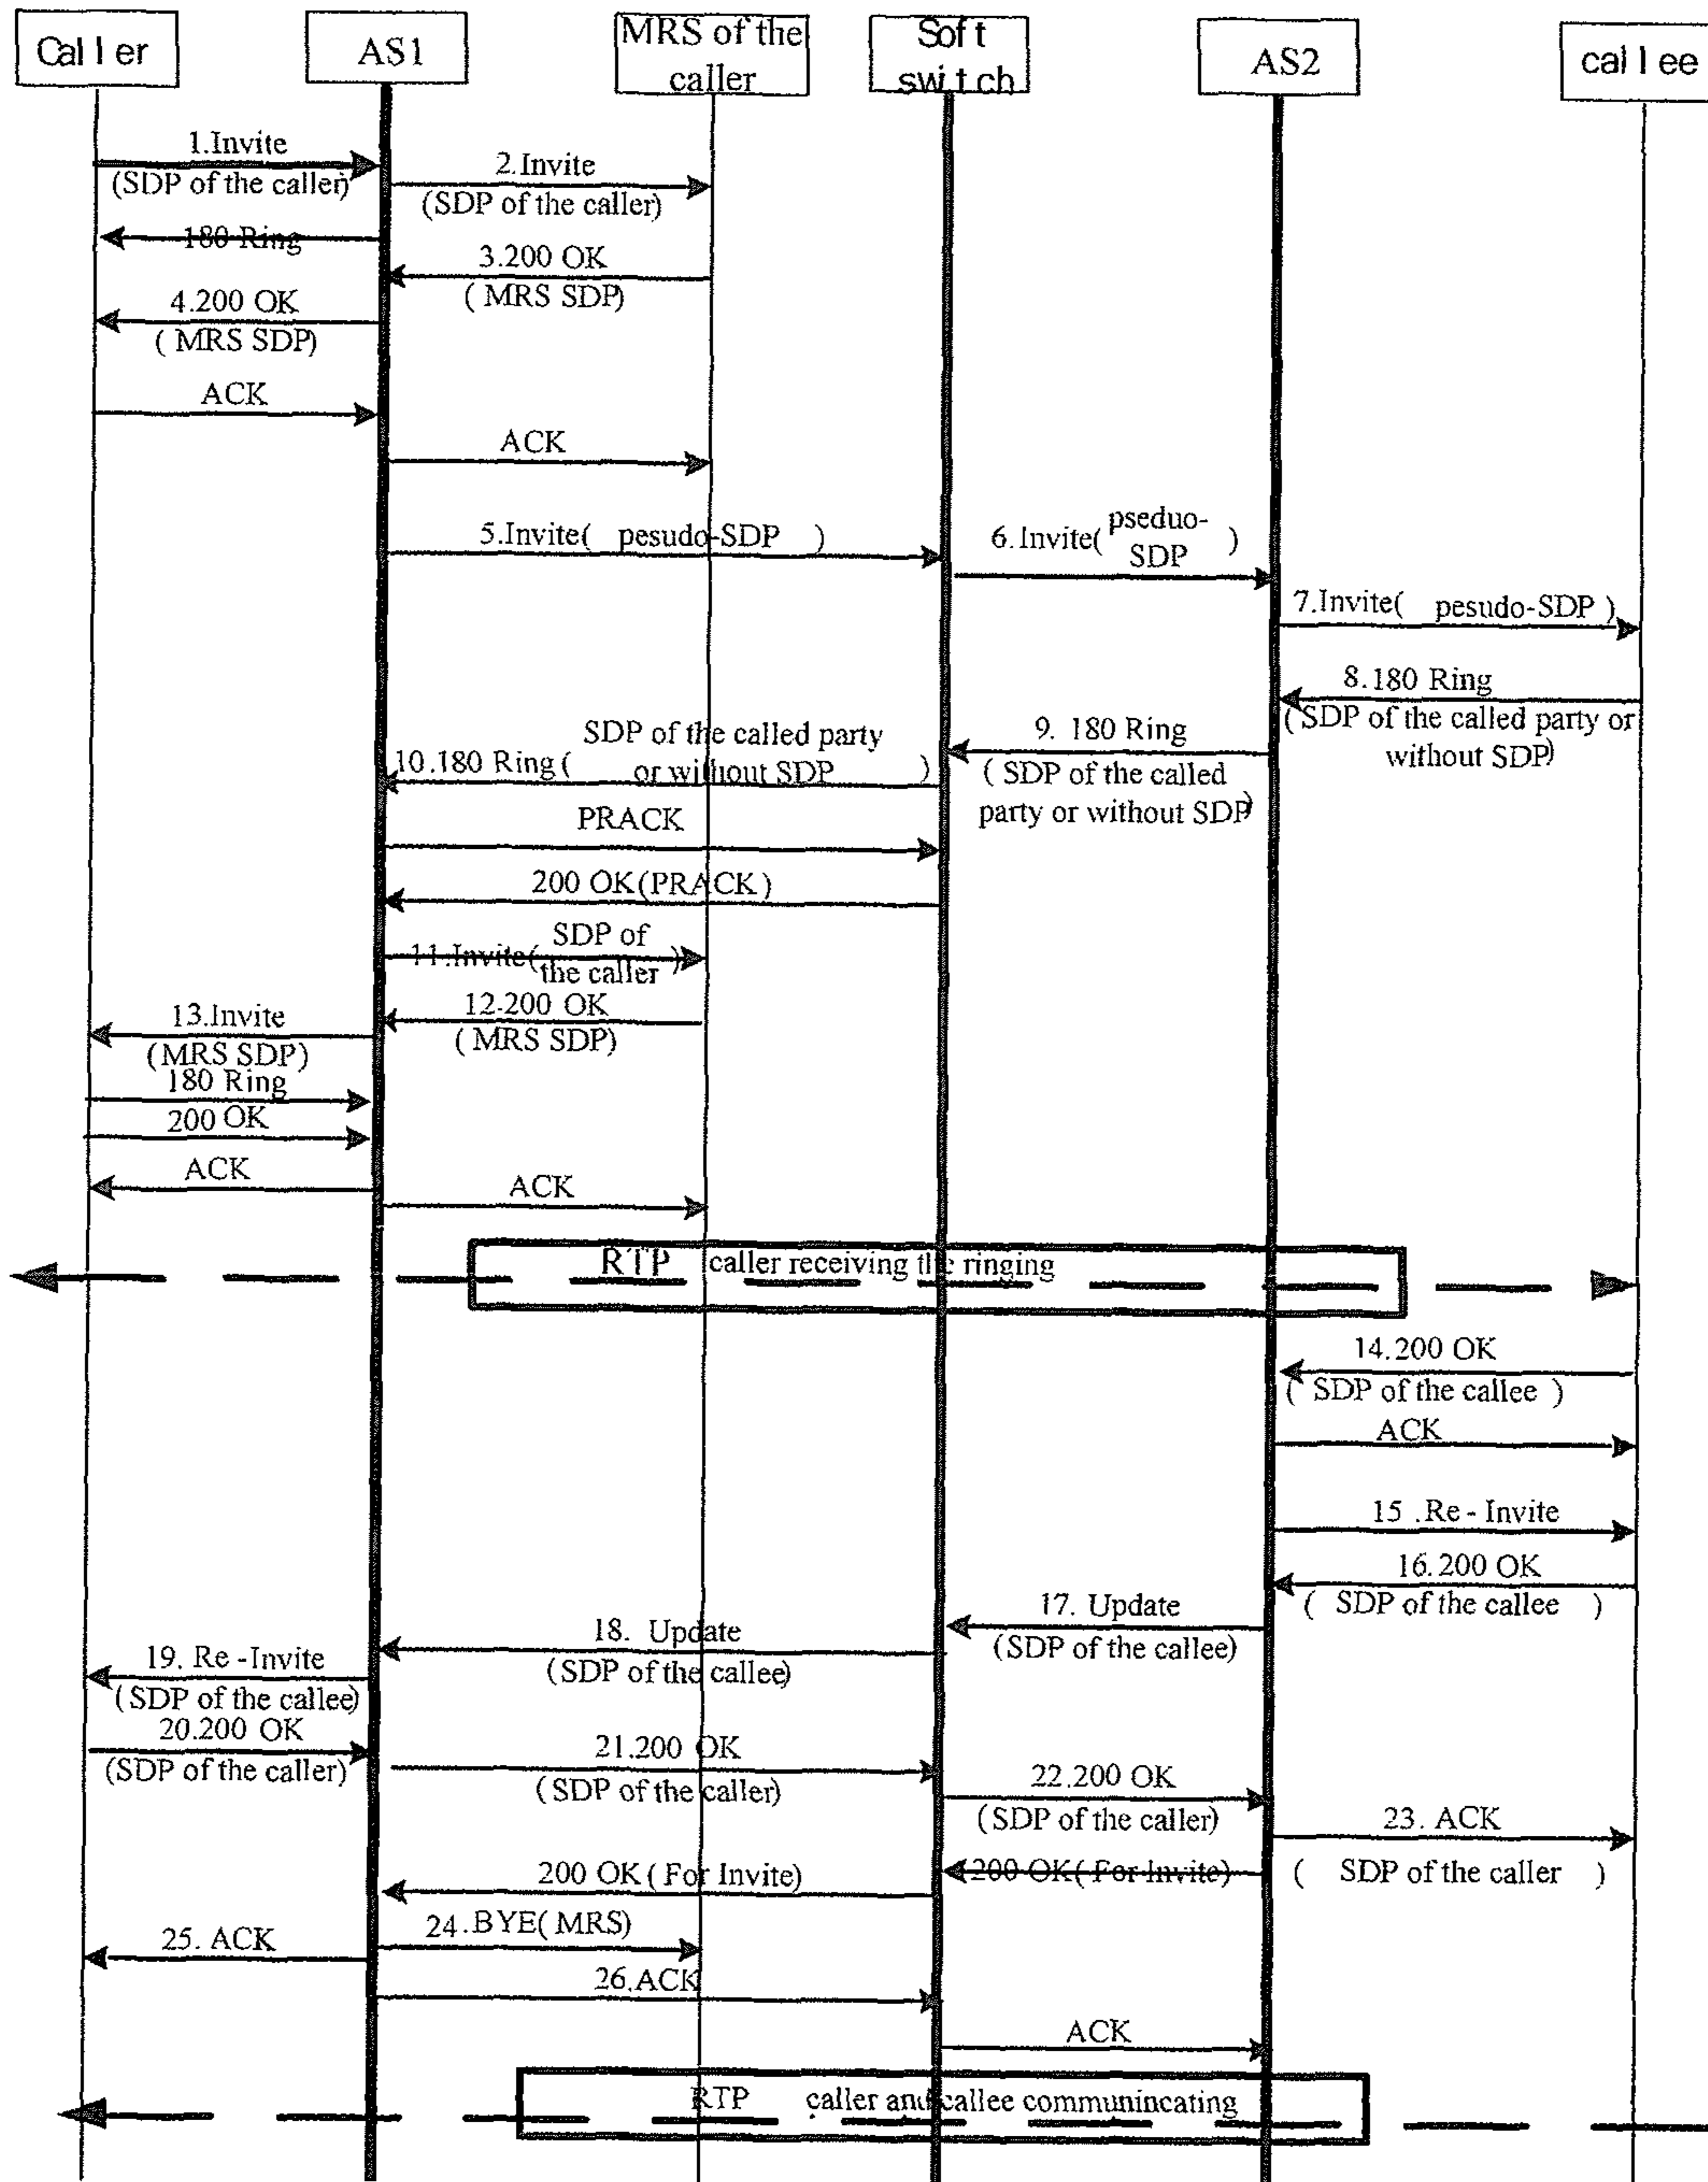 Caller
AS1
MRS of the
caller
Soft
switch
AS2
callee
1.Invite
(SDP of the caller)
2.Invite
(SDP of the caller)
180 Ring
3.200 OK
( MRS SDP)
4.200 OK
( MRS SDP)
ACK
ACK
5.Invite( pesudo-SDP )
6.Invite( pseduo-
SDP )
7.Invite( pesudo-SDP )
8.180 Ring
( SDP of the called party or
without SDP)
9. 180 Ring
( SDP of the called
party or without SDP)
10.180 Ring ( SDP of the called party
or without SDP )
PRACK
200 OK(PRACK)
11.Invite( SDP of
the caller )
12.200 OK
( MRS SDP)
13.Invite
(MRS SDP)
180 Ring
200 OK
ACK
ACK
RTP caller receiving the ringing
14.200 OK
( SDP of the callee )
ACK
15 .Re - Invite
16.200 OK
( SDP of the callee )
17. Update
(SDP of the callee)
18. Update
(SDP of the callee)
19. Re -Invite
(SDP of the callee)
20.200 OK
(SDP of the caller)
21.200 OK
(SDP of the caller)
22.200 OK
(SDP of the caller)
23. ACK
( SDP of the caller )
200 OK( For Invite)
200 OK ( For Invite)
24.BYE( MRS)
25. ACK
26.ACK
ACK
RTP caller and callee communincating